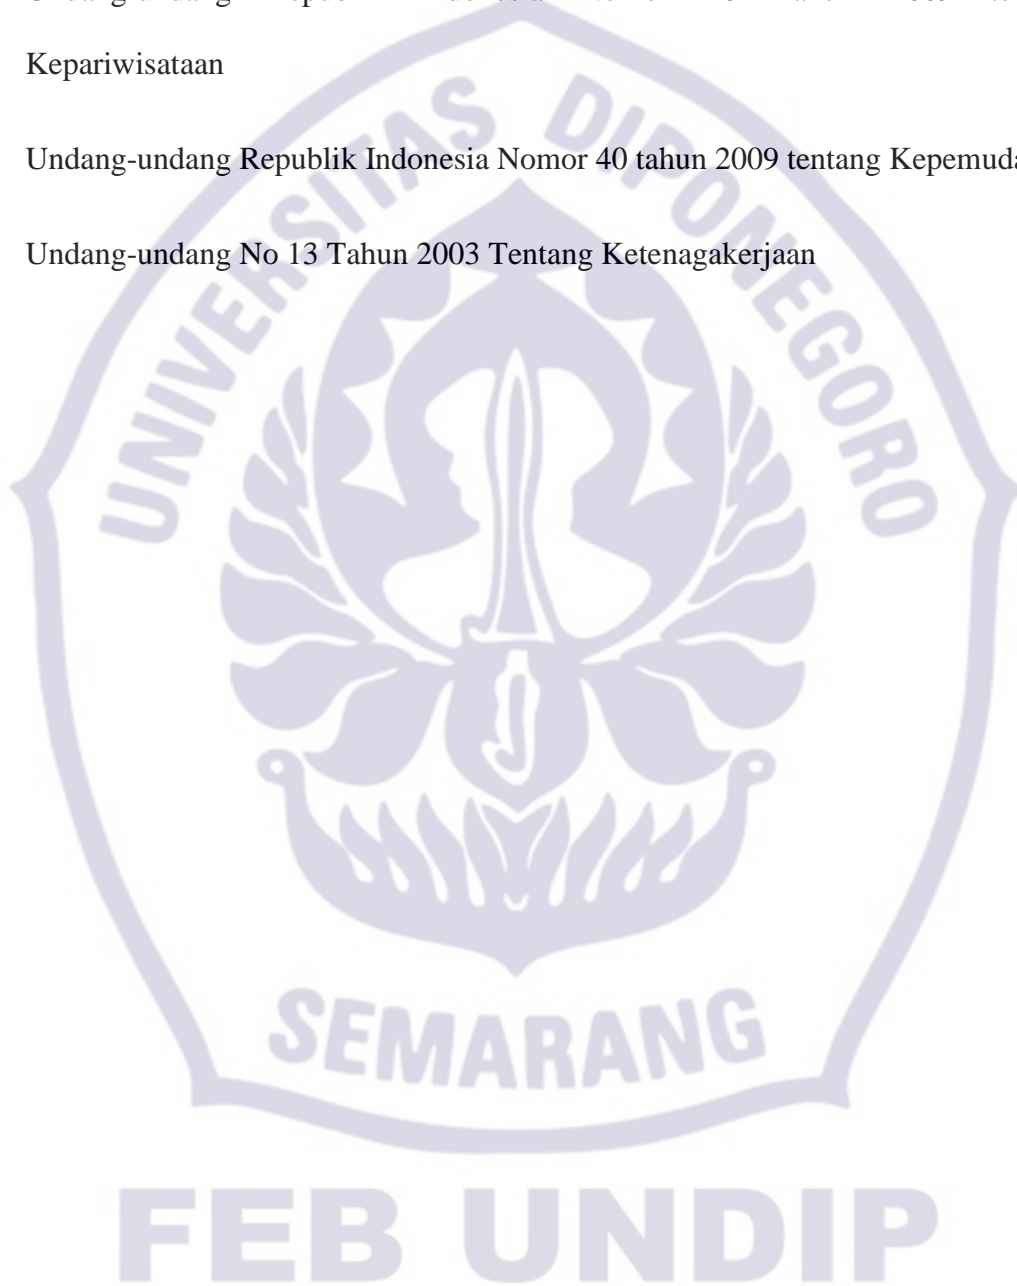 Kepariwisataan
Undang-undang Republik Indonesia Nomor 40 tahun 2009 tentang
Undang-undang No 13 Tahun 2003 Tentang Ketenagakerjaan
UNIVERSITAS DIPONEGORO
SEMARANG
FEB UNDIP